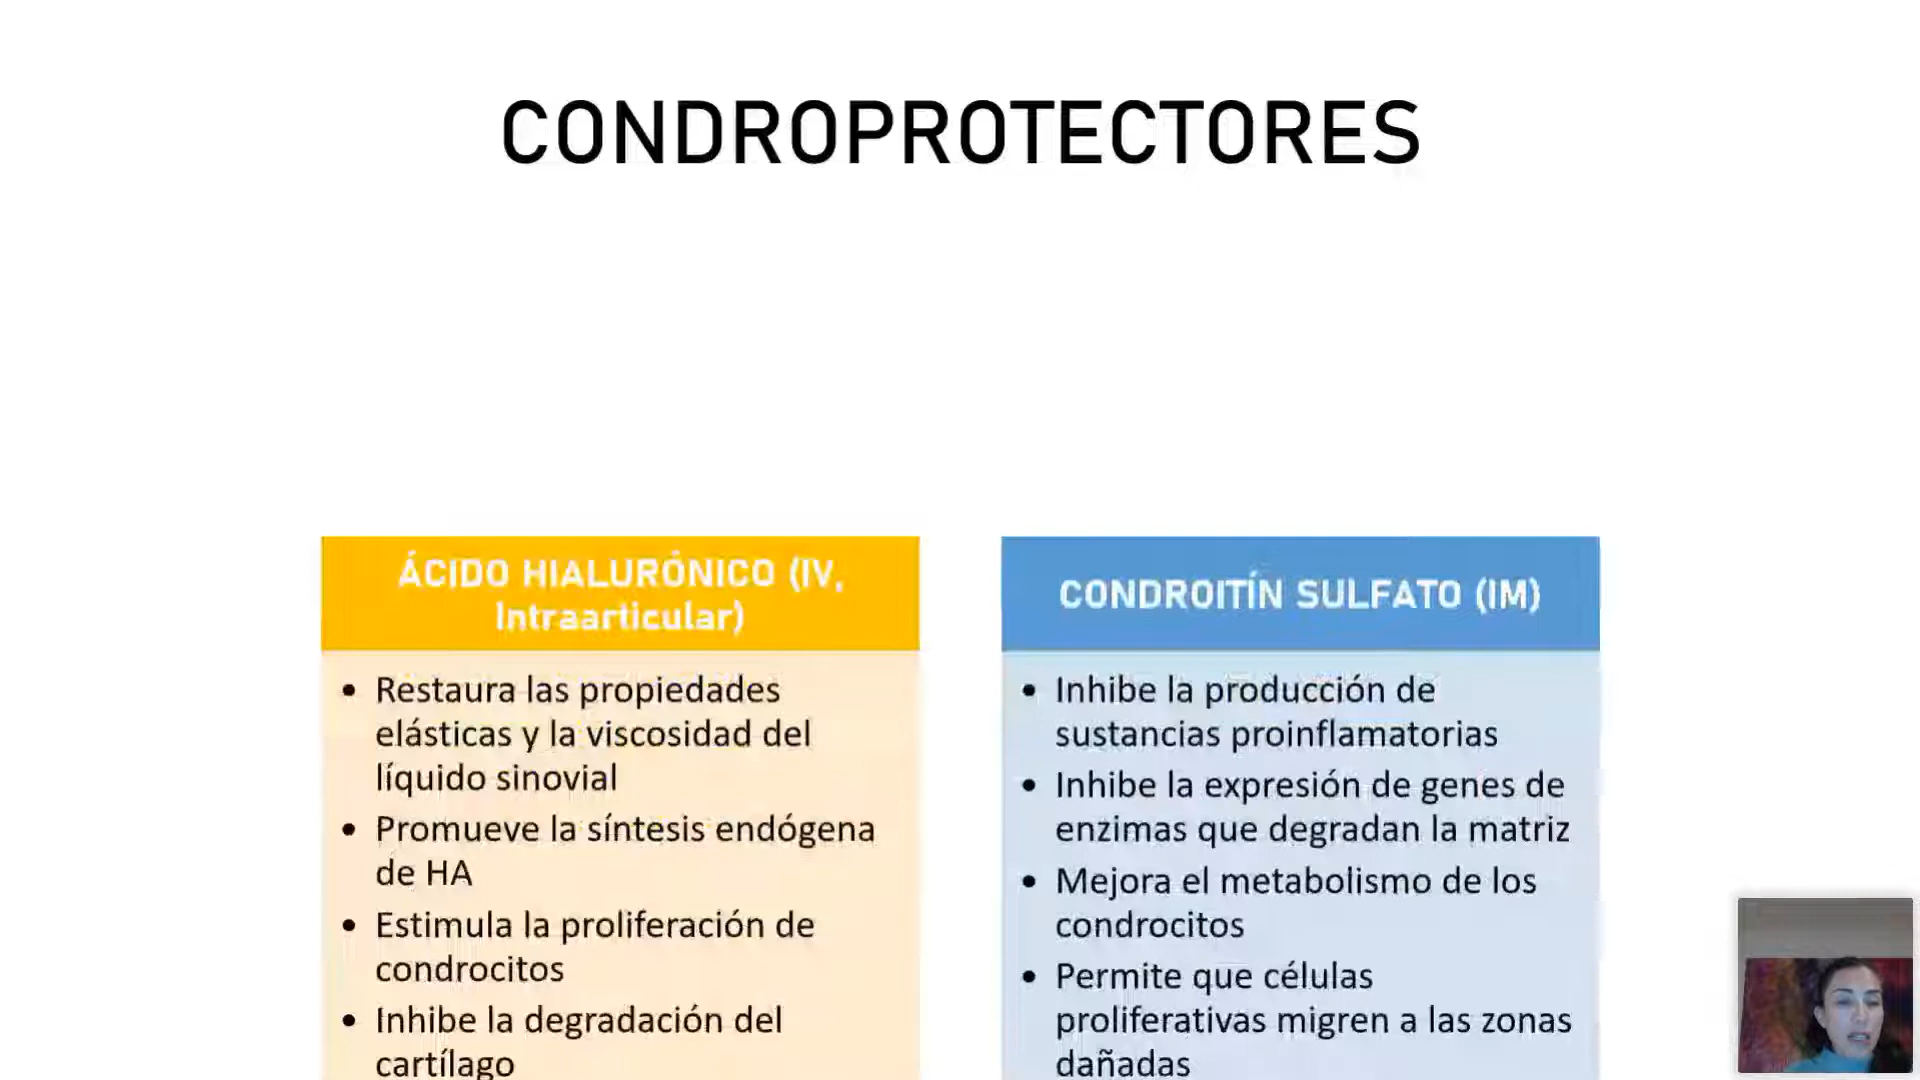 CONDROPROTECTORES
ÁCIDO HIALURÓNICO (IV,
Intraarticular)
• Restaura las propiedades
elásticas y la viscosidad del
líquido sinovial
• Promueve la síntesis endógena
de HA
• Estimula la proliferación de
condrocitos
• Inhibe la degradación del
cartílago
CONDROITÍN SULFATO (IM)
• Inhibe la producción de
sustancias proinflamatorias
• Inhibe la expresión de genes de
enzimas que degradan la matriz
• Mejora el metabolismo de los
condrocitos
• Permite que células
proliferativas migren a las zonas
dañadas